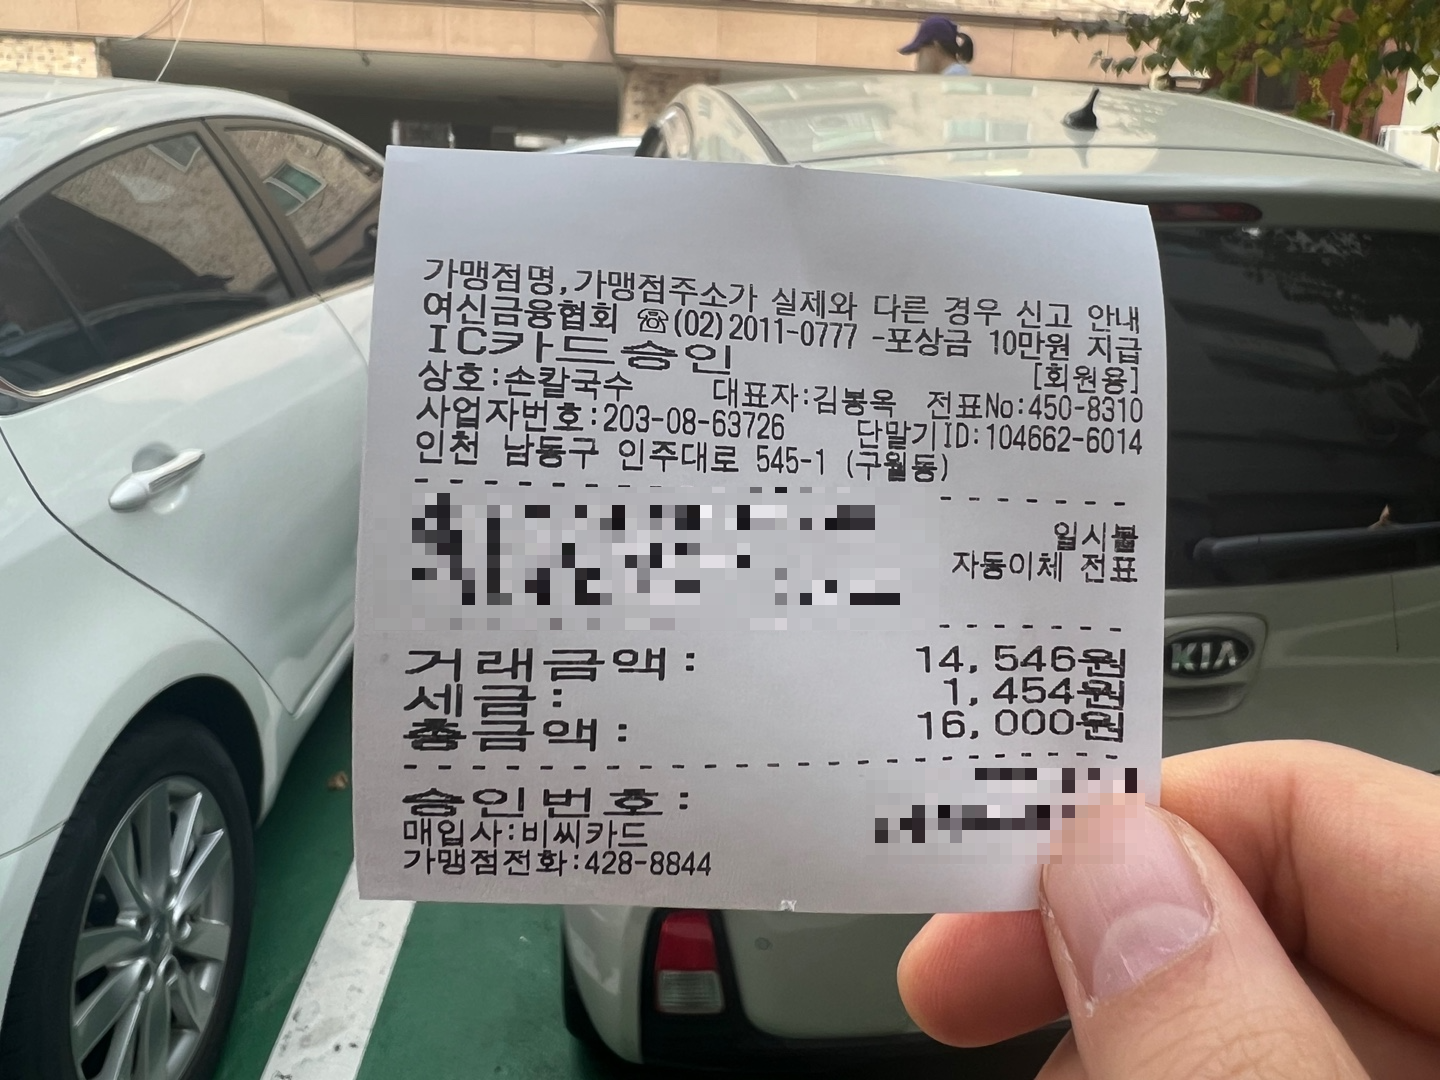 가맹점명,가맹점주소가 실제와 다른 경우 신고 안내
여신금융협회 ☎(02)2011-0777 -포상금 10만원 지급
IC카드승인 [회원용]
상호:손칼국수 대표자:김봉옥 전표No:450-8310
사업자번호:203-08-63726 단말기ID:104662-6014
인천 남동구 인주대로 545-1 (구월동)
일시불
자동이체 전표
거래금액: 14,546원
세금: 1,454원
총금액: 16,000원
승인번호:
매입사:비씨카드
가맹점전화:428-8844
KIA